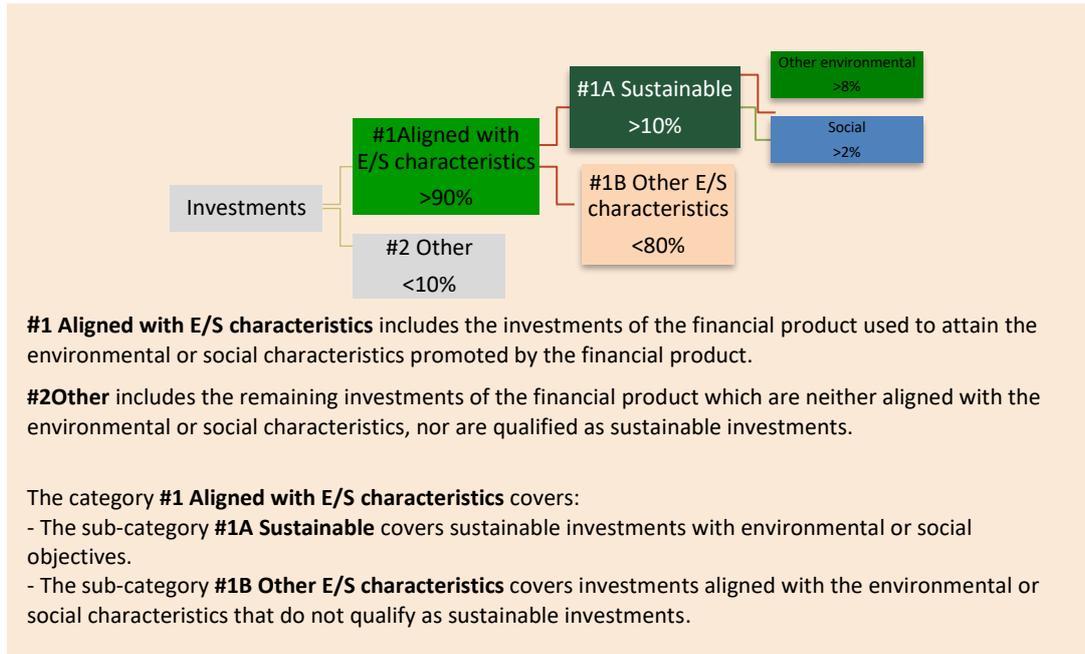 Other environmental
>8%
#1A Sustainable
>10%
Social
>2%
#1Aligned with
E/S characteristics
>90%
#1B Other E/S
characteristics
<80%
Investments
#2 Other
<10%
#1 Aligned with E/S characteristics includes the investments of the financial product used to attain the
environmental or social characteristics promoted by the financial product.
#2Other includes the remaining investments of the financial product which are neither aligned with the
environmental or social characteristics, nor are qualified as sustainable investments.
The category #1 Aligned with E/S characteristics covers:
- The sub-category #1A Sustainable covers sustainable investments with environmental or social
objectives.
- The sub-category #1B Other E/S characteristics covers investments aligned with the environmental or
social characteristics that do not qualify as sustainable investments.